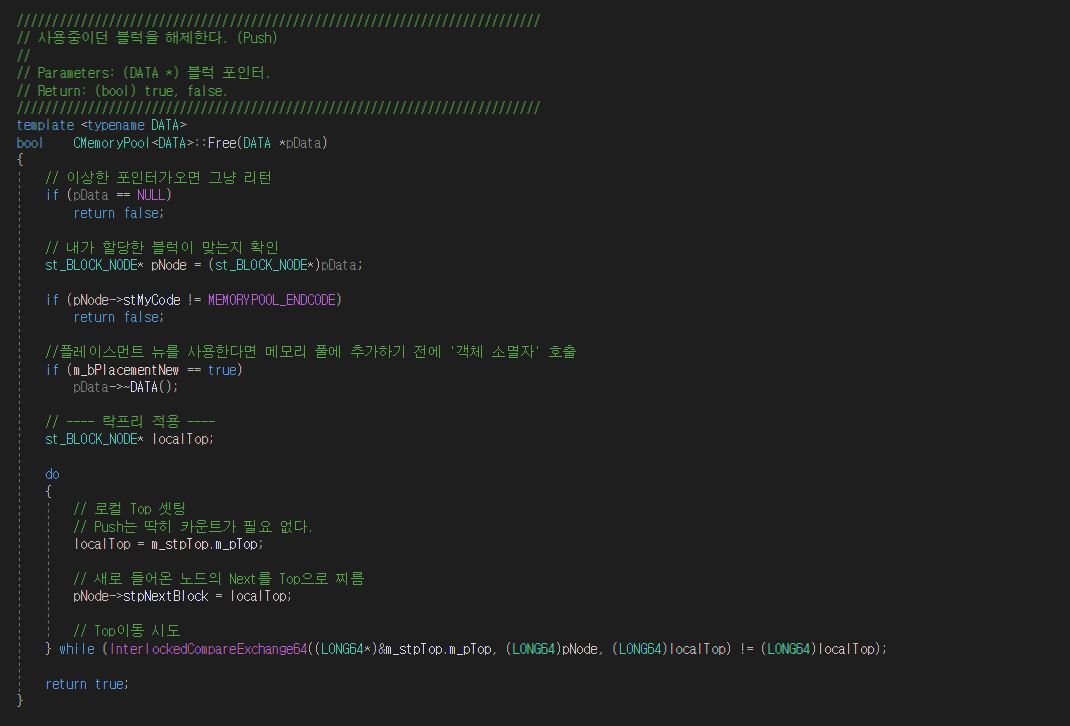 //////////////////////////////////////////////////////////////////////////
// 사용중이던 블럭을 해제한다. (Push)
//
// Parameters: (DATA *) 블럭 포인터.
// Return: (bool) true, false.
//////////////////////////////////////////////////////////////////////////
template <typename DATA>
bool	CMemoryPool<DATA>::Free(DATA *pData)
{
	// 이상한 포인터가오면 그냥 리턴
	if (pData == NULL)
		return false;
	// 내가 할당한 블럭이 맞는지 확인
	st_BLOCK_NODE* pNode = (st_BLOCK_NODE*)pData;
	if (pNode->stMyCode != MEMORYPOOL_ENDCODE)
		return false;
	//플레이스먼트 뉴를 사용한다면 메모리 풀에 추가하기 전에 '객체 소멸자' 호출
	if (m_bPlacementNew == true)
		pData->~DATA();
	// ---- 락프리 적용 ----
	st_BLOCK_NODE* localTop;
	do
	{
		// 로컬 Top 셋팅
		// Push는 딱히 카운트가 필요 없다.
		localTop = m_stpTop.m_pTop;
		// 새로 들어온 노드의 Next를 Top으로 찌름
		pNode->stpNextBlock = localTop;
		// Top이동 시도
	} while (InterlockedCompareExchange64((LONG64*)&m_stpTop.m_pTop, (LONG64)pNode, (LONG64)localTop) != (LONG64)localTop);
	return true;
}